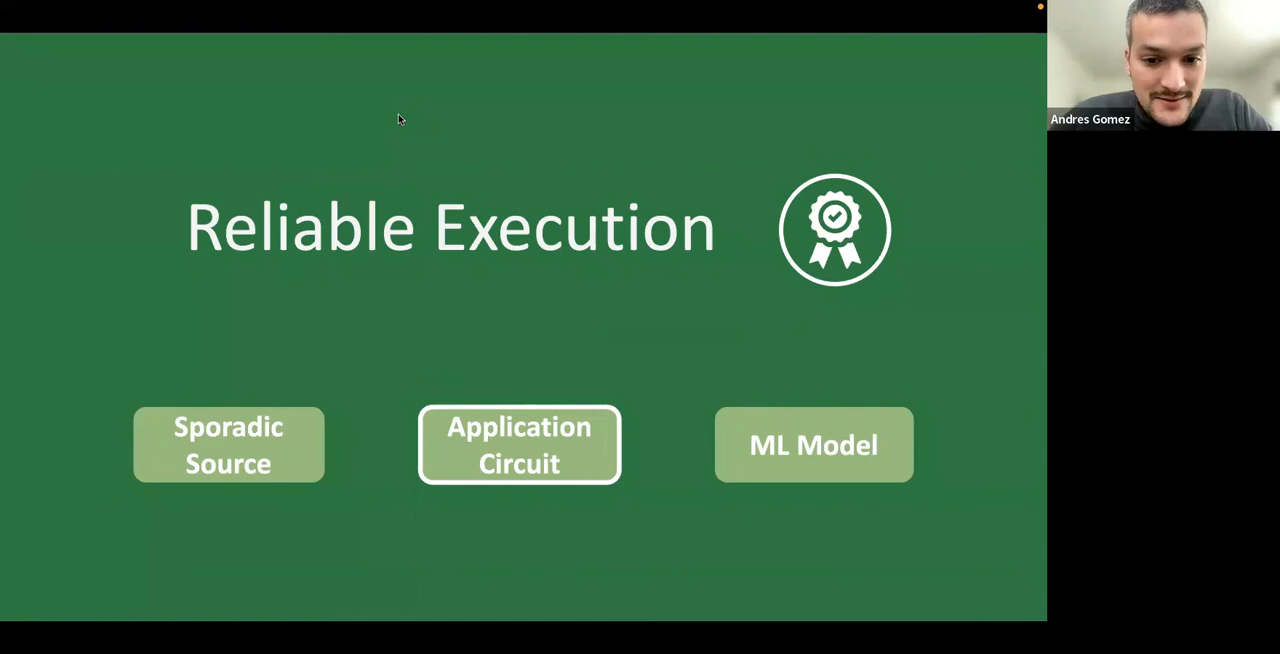 Andres Gomez
Reliable Execution
Sporadic
Source
Application
Circuit
ML Model